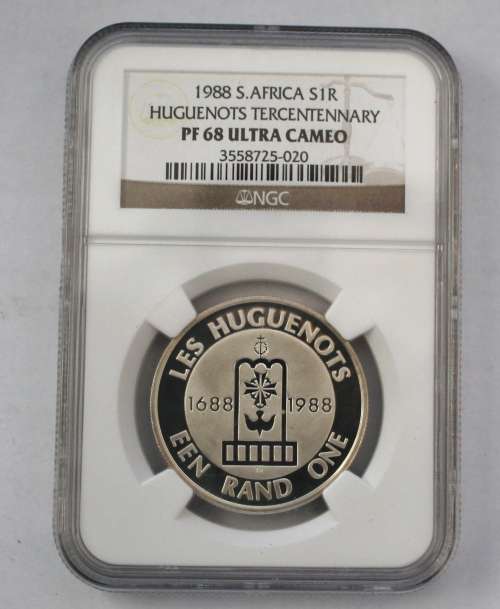 1988 S.AFRICA S1R
HUGUENOTS TERCENTENNARY
PF 68 ULTRA CAMEO
3558725-020
NGC
LES HUGUENOTS
1688 1988
EEN RAND ONE